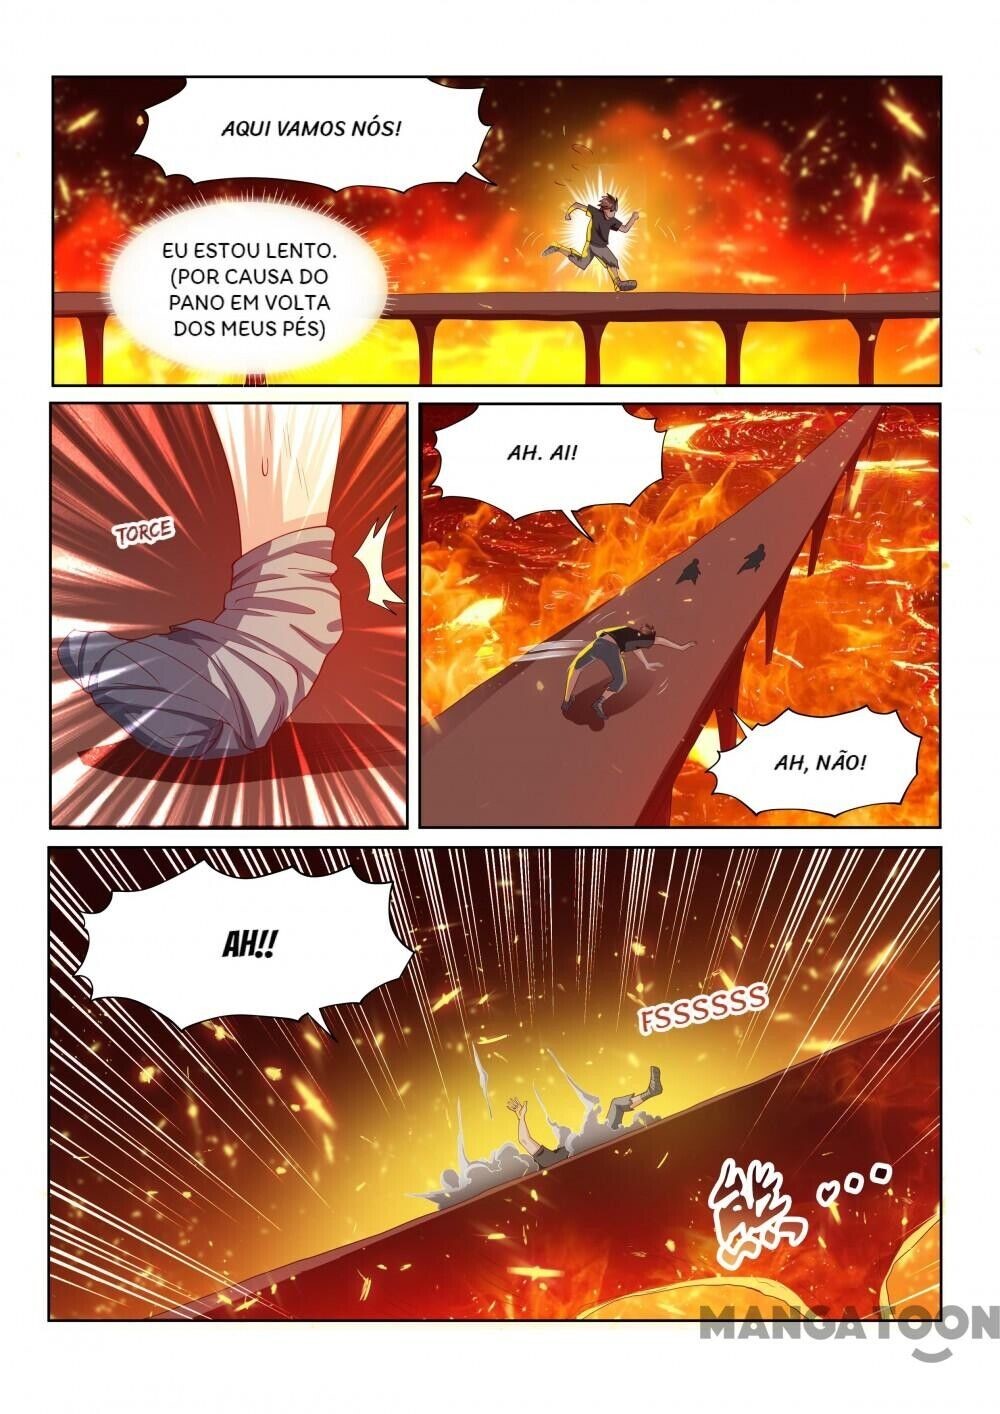 AQUI VAMOS NÓS!
EU ESTOU LENTO.
(POR CAUSA DO
PANO EM VOLTA
DOS MEUS PÉS)
TORCE
AH. AI!
AH, NÃO!
AH!!
FSSSSSS
MANGATOON